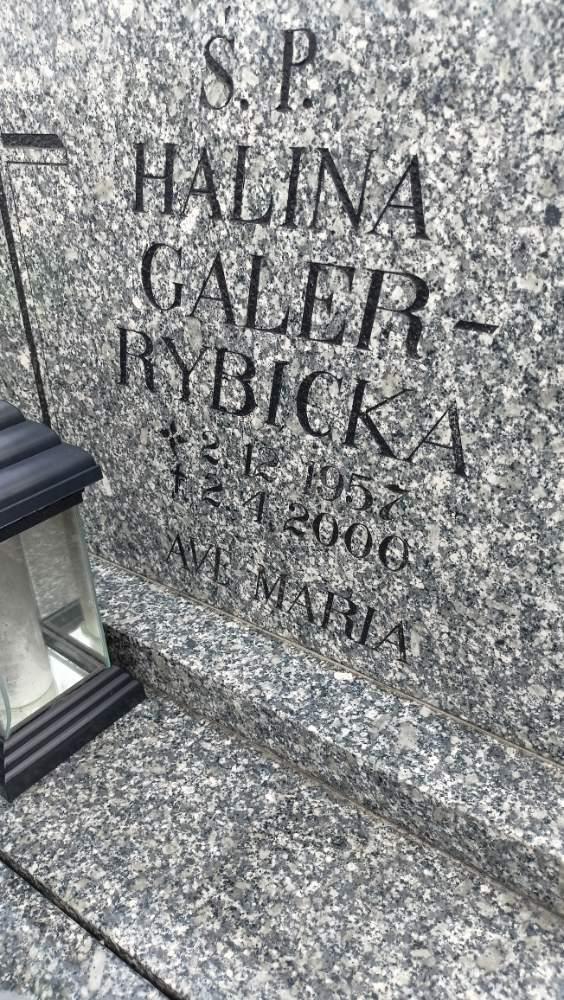 Ś. P.
HALINA
GALER-
RYBICKA
* 2. 12. 1957
† 2. 4. 2000
AVE MARIA